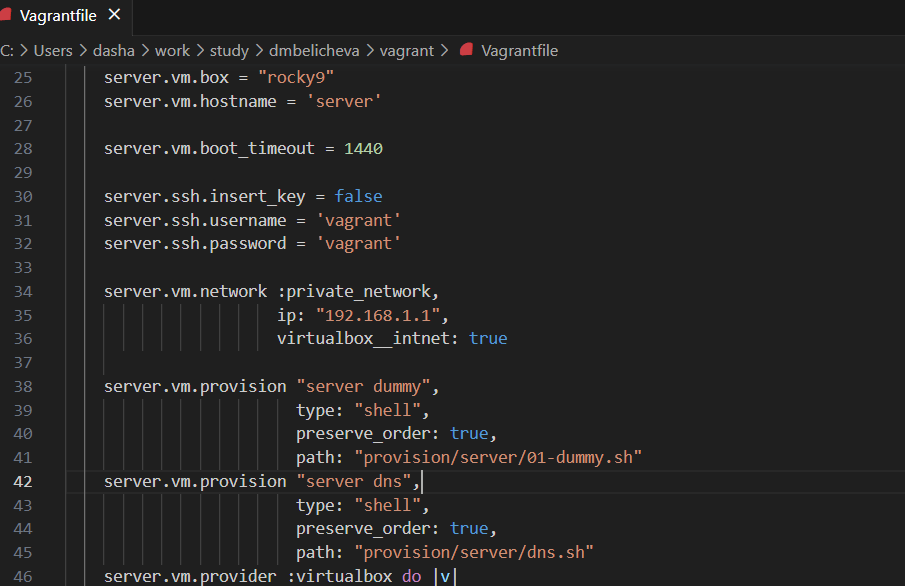 Vagrantfile ×
C: > Users > dasha > work > study > dmbelicheva > vagrant > Vagrantfile
25 server.vm.box = "rocky9"
26 server.vm.hostname = 'server'
27
28 server.vm.boot_timeout = 1440
29
30 server.ssh.insert_key = false
31 server.ssh.username = 'vagrant'
32 server.ssh.password = 'vagrant'
33
34 server.vm.network :private_network,
35 ip: "192.168.1.1",
36 virtualbox__intnet: true
37
38 server.vm.provision "server dummy",
39 type: "shell",
40 preserve_order: true,
41 path: "provision/server/01-dummy.sh"
42 server.vm.provision "server dns",
43 type: "shell",
44 preserve_order: true,
45 path: "provision/server/dns.sh"
46 server.vm.provider :virtualbox do |v|